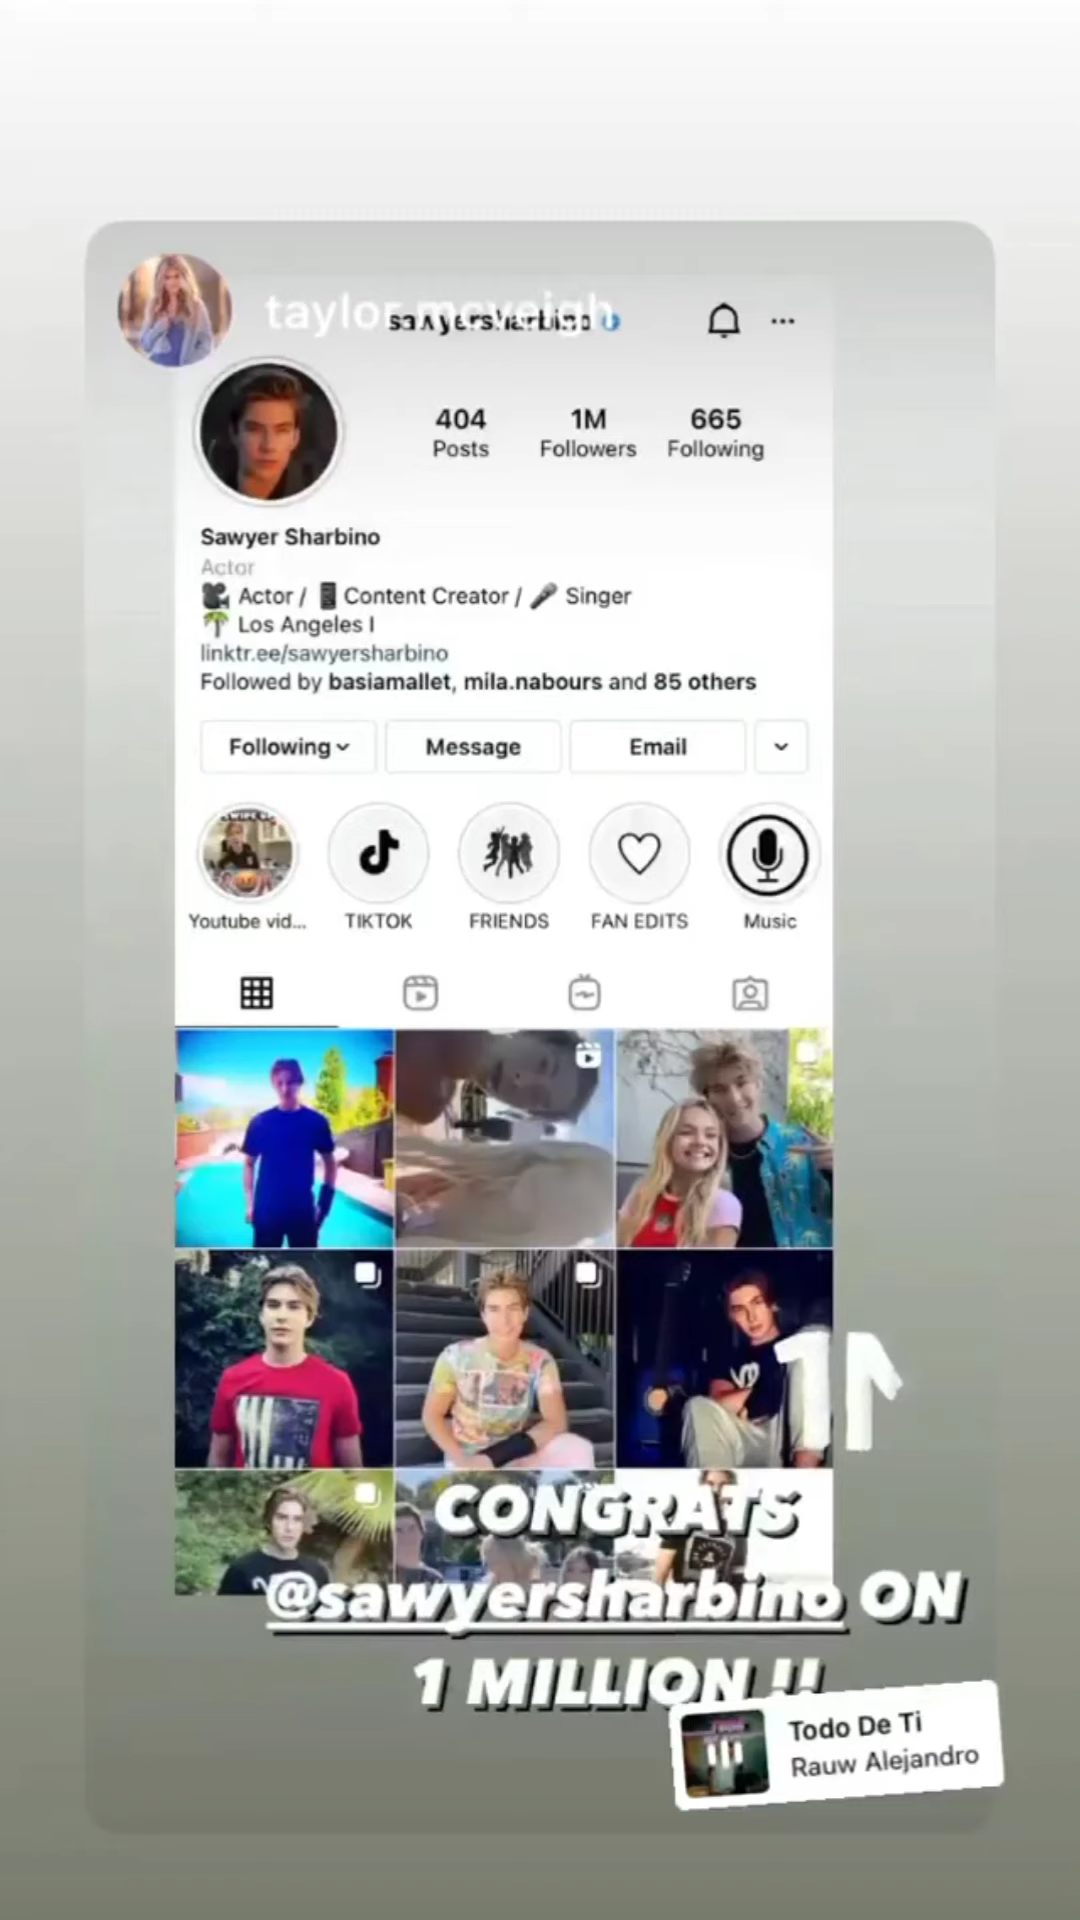 taylor.mcveigh
sawyersharbino
404
Posts
1M
Followers
665
Following
Sawyer Sharbino
Actor
Actor / Content Creator / Singer
Los Angeles I
linktr.ee/sawyersharbino
Followed by basiamallet, mila.nabours and 85 others
Following
Message
Email
Youtube vid...
TIKTOK
FRIENDS
FAN EDITS
Music
CONGRATS
@sawyersharbino ON
1 MILLION !!
Todo De Ti
Rauw Alejandro